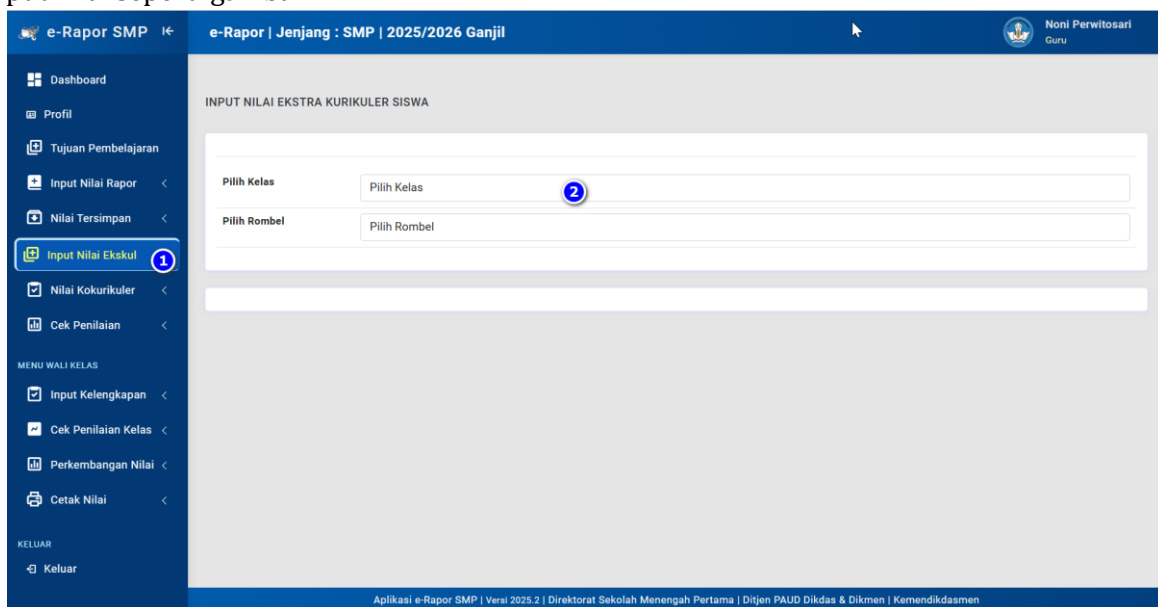 e-Rapor SMP
e-Rapor | Jenjang : SMP | 2025/2026 Ganjil
Noni Perwitosari
Guru
Dashboard
Profil
Tujuan Pembelajaran
Input Nilai Rapor
Nilai Tersimpan
Input Nilai Ekskul
1
Nilai Kokurikuler
Cek Penilaian
MENU WALI KELAS
Input Kelengkapan
Cek Penilaian Kelas
Perkembangan Nilai
Cetak Nilai
KELUAR
Keluar
INPUT NILAI EKSTRA KURIKULER SISWA
Pilih Kelas
Pilih Kelas
2
Pilih Rombel
Pilih Rombel
Aplikasi e-Rapor SMP | Versi 2025.2 | Direktorat Sekolah Menengah Pertama | Ditjen PAUD Dikdas & Dikmen | Kemendikdasmen